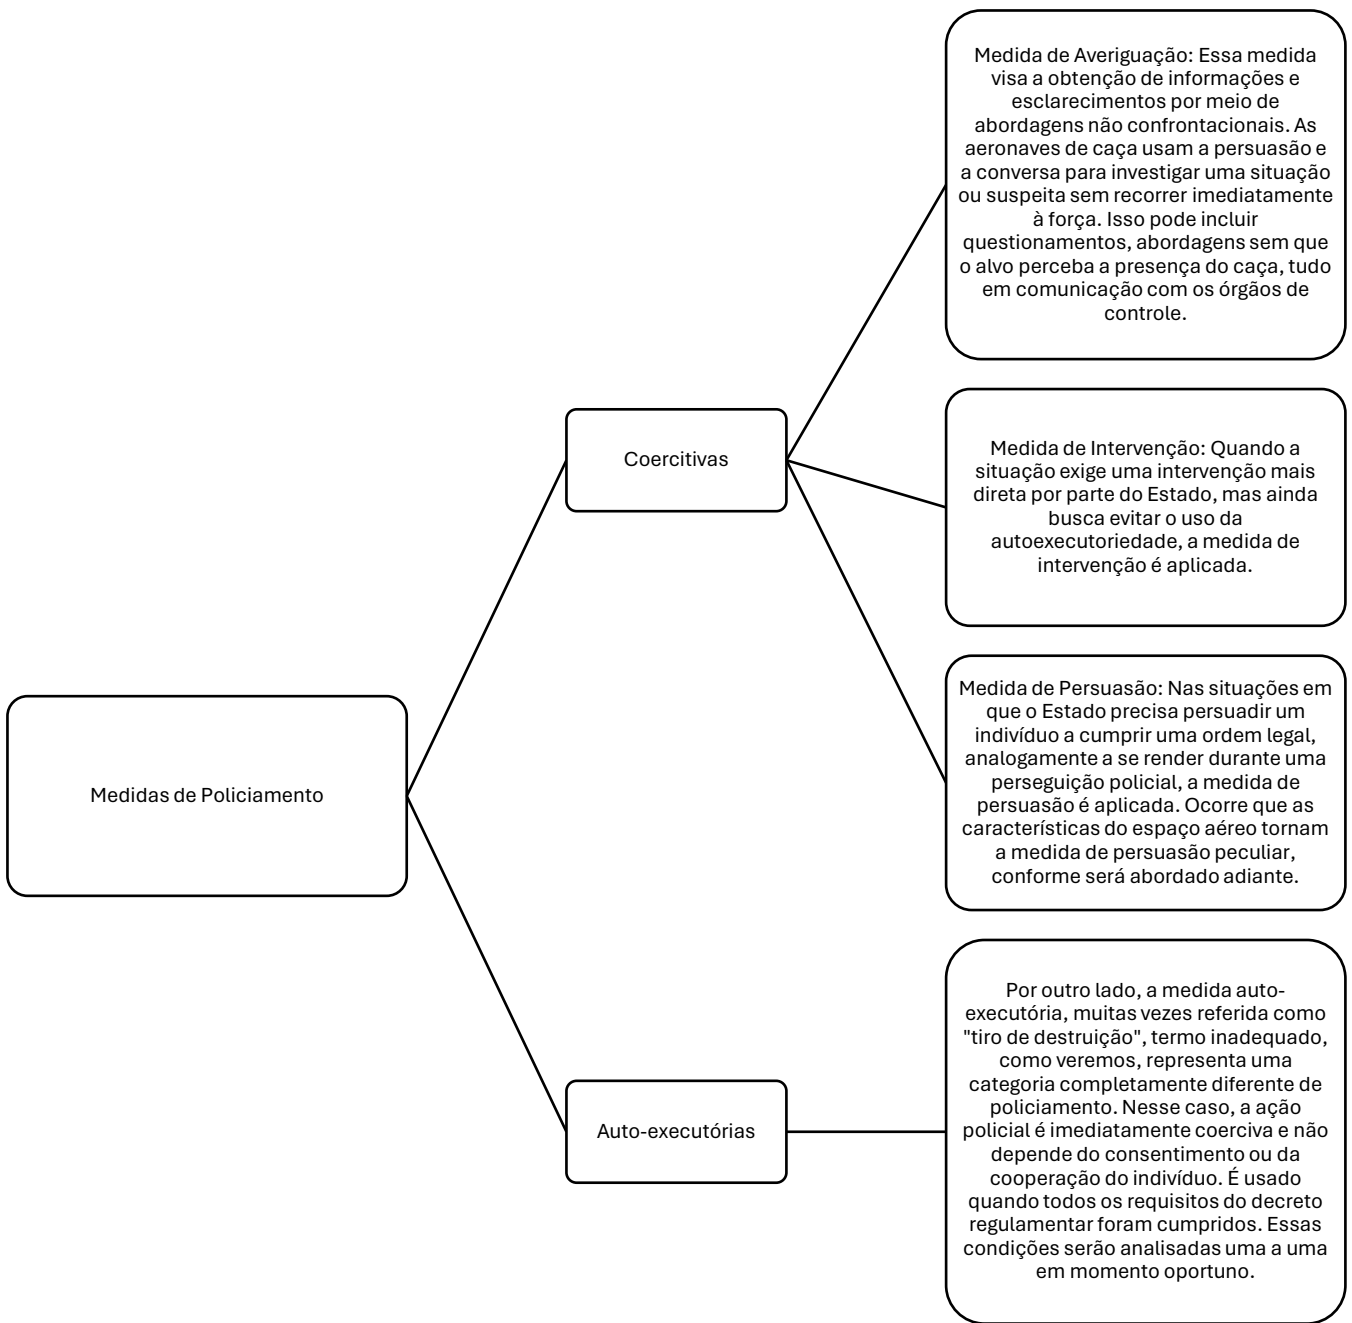 Medidas de Policiamento
Coercitivas
Medida de Averiguação: Essa medida
visa a obtenção de informações e
esclarecimentos por meio de
abordagens não confrontacionais. As
aeronaves de caça usam a persuasão e
a conversa para investigar uma situação
ou suspeita sem recorrer imediatamente
à força. Isso pode incluir
questionamentos, abordagens sem que
o alvo perceba a presença do caça, tudo
em comunicação com os órgãos de
controle.
Medida de Intervenção: Quando a
situação exige uma intervenção mais
direta por parte do Estado, mas ainda
busca evitar o uso da
autoexecutoriedade, a medida de
intervenção é aplicada.
Medida de Persuasão: Nas situações em
que o Estado precisa persuadir um
indivíduo a cumprir uma ordem legal,
analogamente a se render durante uma
perseguição policial, a medida de
persuasão é aplicada. Ocorre que as
características do espaço aéreo tornam
a medida de persuasão peculiar,
conforme será abordado adiante.
Auto-executórias
Por outro lado, a medida auto-
executória, muitas vezes referida como
"tiro de destruição", termo inadequado,
como veremos, representa uma
categoria completamente diferente de
policiamento. Nesse caso, a ação
policial é imediatamente coerciva e não
depende do consentimento ou da
cooperação do indivíduo. É usado
quando todos os requisitos do decreto
regulamentar foram cumpridos. Essas
condições serão analisadas uma a uma
em momento oportuno.